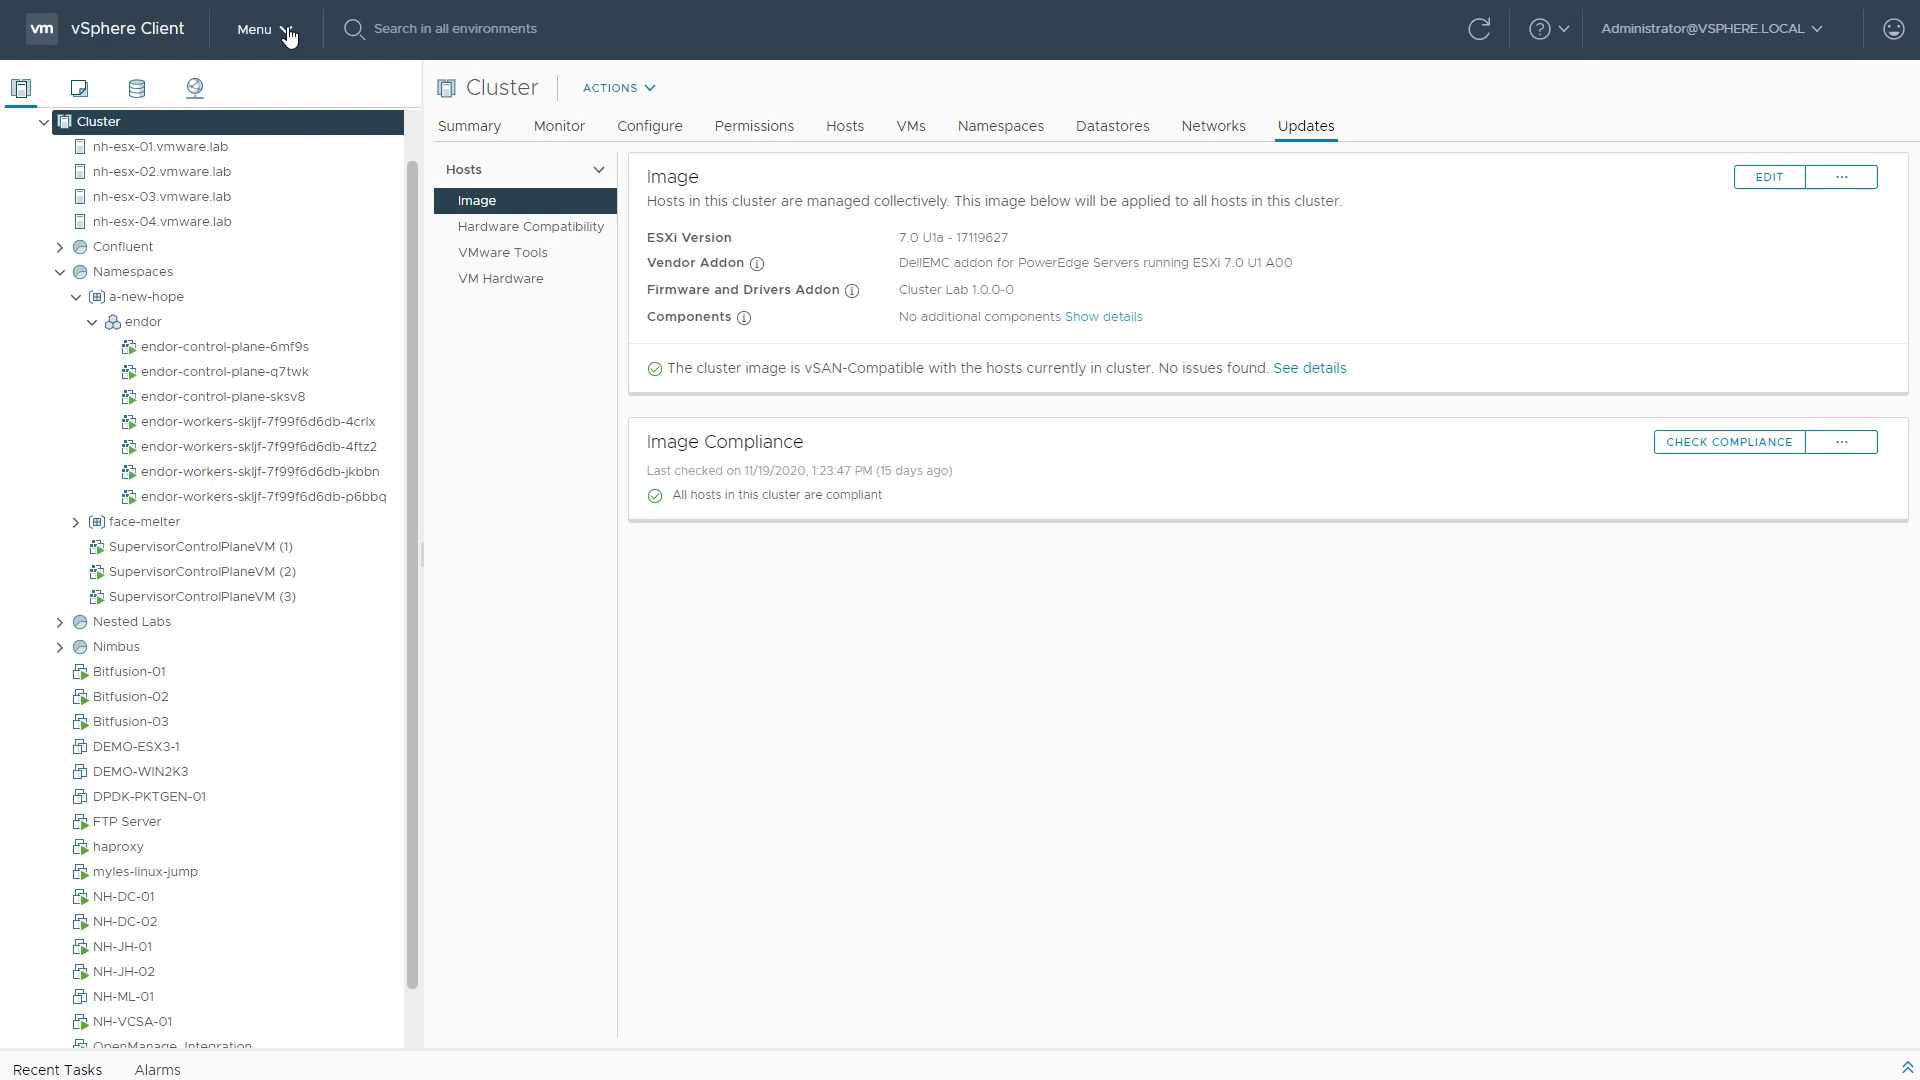 vm vSphere Client Menu Search in all environments Administrator@VSPHERE.LOCAL
Cluster
nh-esx-01.vmware.lab
nh-esx-02.vmware.lab
nh-esx-03.vmware.lab
nh-esx-04.vmware.lab
Confluent
Namespaces
a-new-hope
endor
endor-control-plane-6mf9s
endor-control-plane-q7twk
endor-control-plane-sksv8
endor-workers-skljf-7f99f6d6db-4crlx
endor-workers-skljf-7f99f6d6db-4ftz2
endor-workers-skljf-7f99f6d6db-jkbbn
endor-workers-skljf-7f99f6d6db-p6bbq
face-melter
SupervisorControlPlaneVM (1)
SupervisorControlPlaneVM (2)
SupervisorControlPlaneVM (3)
Nested Labs
Nimbus
Bitfusion-01
Bitfusion-02
Bitfusion-03
DEMO-ESX3-1
DEMO-WIN2K3
DPDK-PKTGEN-01
FTP Server
haproxy
myles-linux-jump
NH-DC-01
NH-DC-02
NH-JH-01
NH-JH-02
NH-ML-01
NH-VCSA-01
OpenManage_Integration
Cluster ACTIONS
Summary Monitor Configure Permissions Hosts VMs Namespaces Datastores Networks Updates
Hosts
Image
Hardware Compatibility
VMware Tools
VM Hardware
Image EDIT ...
Hosts in this cluster are managed collectively. This image below will be applied to all hosts in this cluster.
ESXi Version 7.0 U1a - 17119627
Vendor Addon DellEMC addon for PowerEdge Servers running ESXi 7.0 U1 A00
Firmware and Drivers Addon Cluster Lab 1.0.0-0
Components No additional components Show details
The cluster image is vSAN-Compatible with the hosts currently in cluster. No issues found. See details
Image Compliance CHECK COMPLIANCE ...
Last checked on 11/19/2020, 1:23:47 PM (15 days ago)
All hosts in this cluster are compliant
Recent Tasks Alarms